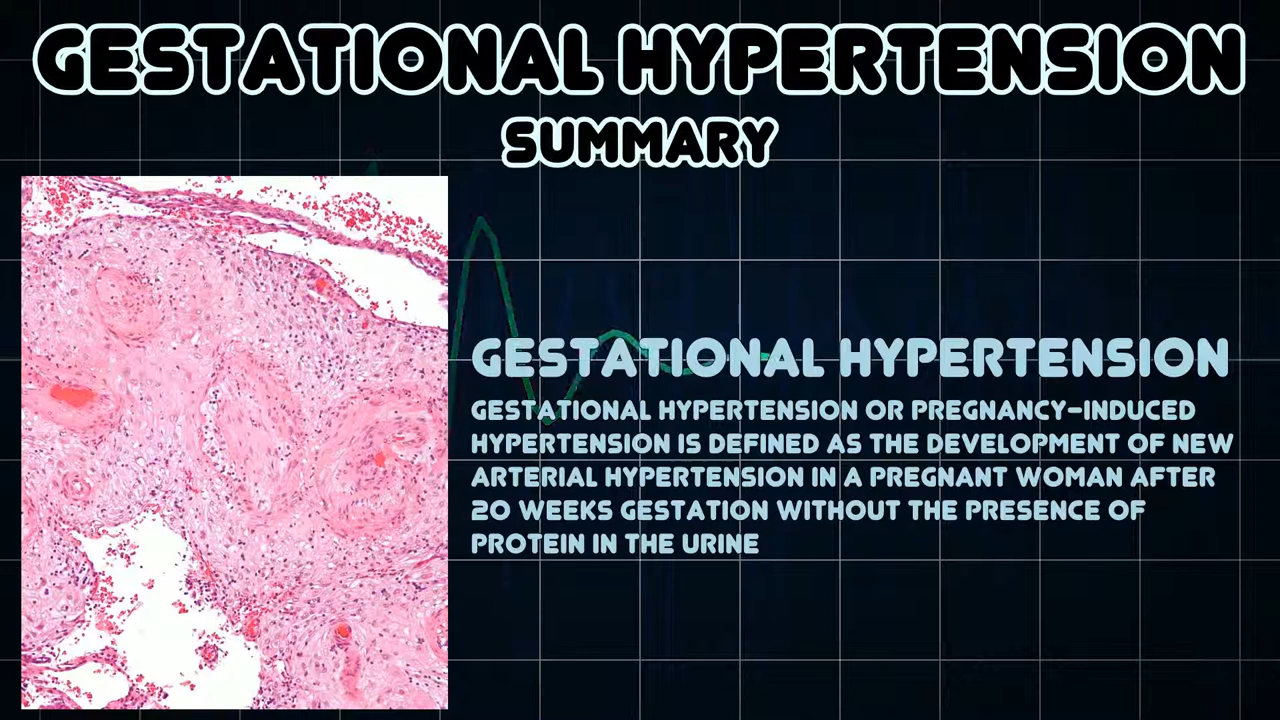 GESTATIONAL HYPERTENSION
SUMMARY
GESTATIONAL HYPERTENSION
GESTATIONAL HYPERTENSION OR PREGNANCY-INDUCED
HYPERTENSION IS DEFINED AS THE DEVELOPMENT OF NEW
ARTERIAL HYPERTENSION IN A PREGNANT WOMAN AFTER
20 WEEKS GESTATION WITHOUT THE PRESENCE OF
PROTEIN IN THE URINE